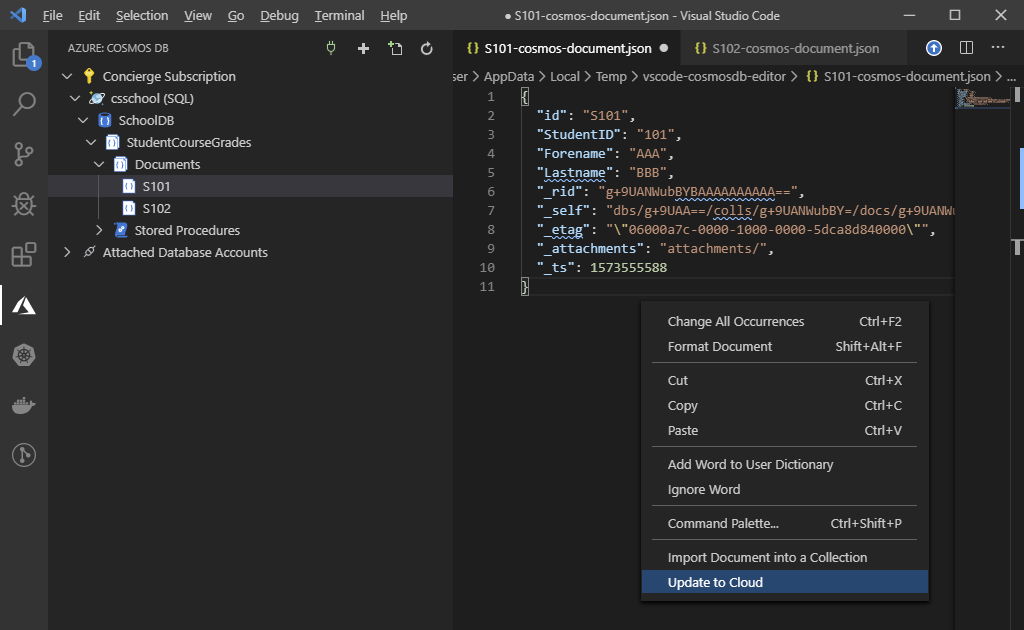 File Edit Selection View Go Debug Terminal Help ● S101-cosmos-document.json - Visual Studio Code
1
AZURE: COSMOS DB
Concierge Subscription
csschool (SQL)
SchoolDB
StudentCourseGrades
Documents
S101
S102
Stored Procedures
Attached Database Accounts
{} S101-cosmos-document.json ● {} S102-cosmos-document.json
ser > AppData > Local > Temp > vscode-cosmosdb-editor > {} S101-cosmos-document.json > ...
1 {
2 "id": "S101",
3 "StudentID": "101",
4 "Forename": "AAA",
5 "Lastname": "BBB",
6 "_rid": "g+9UANWubBYBAAAAAAAAAA==",
7 "_self": "dbs/g+9UAA==/colls/g+9UANWubBY=/docs/g+9UANWu
8 "_etag": "\"06000a7c-0000-1000-0000-5dca8d840000\"",
9 "_attachments": "attachments/",
10 "_ts": 1573555588
11 }
Change All Occurrences Ctrl+F2
Format Document Shift+Alt+F
Cut Ctrl+X
Copy Ctrl+C
Paste Ctrl+V
Add Word to User Dictionary
Ignore Word
Command Palette... Ctrl+Shift+P
Import Document into a Collection
Update to Cloud